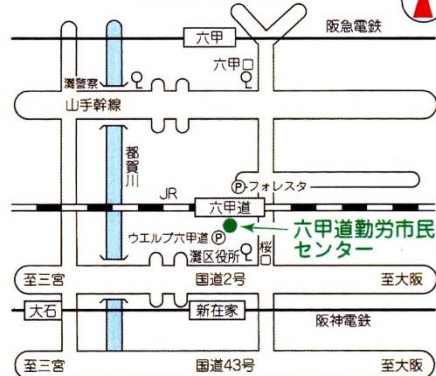 阪急電鉄
六甲
六甲口
灘警察
山手幹線
都賀川
Ⓟフォレスタ
JR
六甲道
六甲道勤労市民
センター
ウエルブ六甲道 Ⓟ
灘区役所
桜口
至三宮
国道2号
至大阪
大石
新在家
阪神電鉄
至三宮
国道43号
至大阪